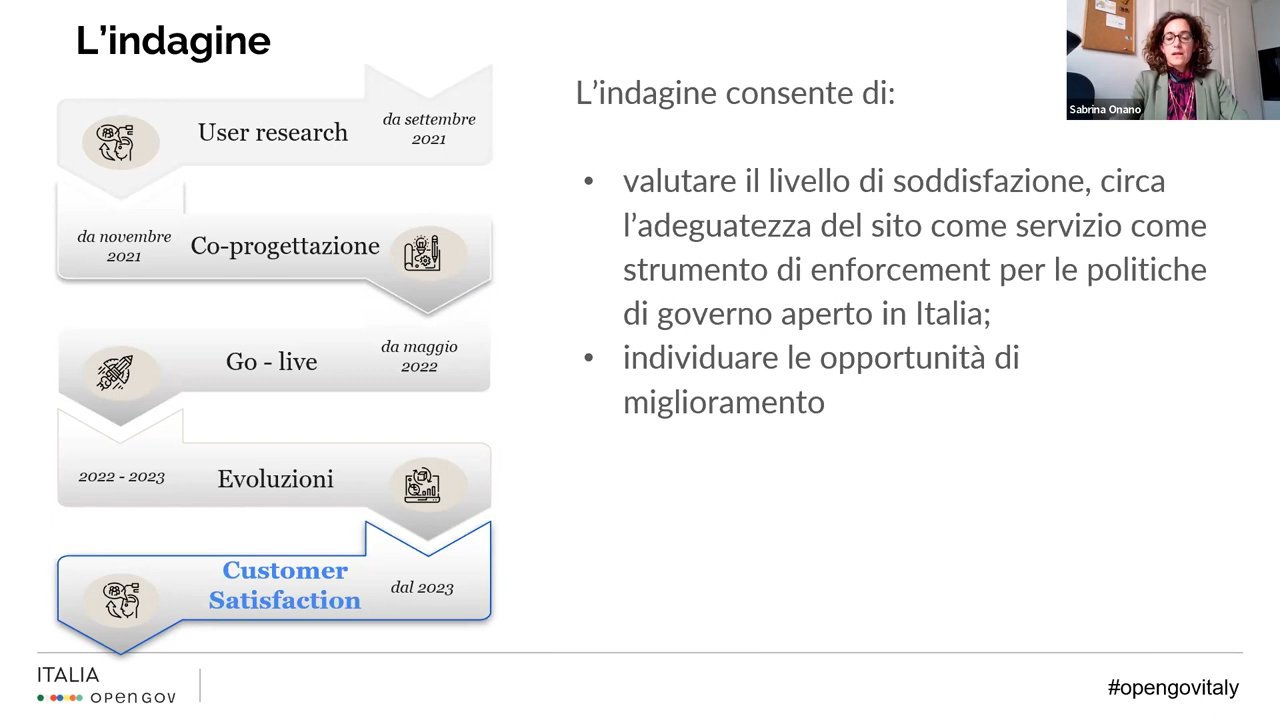 L’indagine
User research
da settembre
2021
da novembre
2021
Co-progettazione
Go - live
da maggio
2022
2022 - 2023
Evoluzioni
Customer
Satisfaction
dal 2023
L’indagine consente di:
• valutare il livello di soddisfazione, circa
l’adeguatezza del sito come servizio come
strumento di enforcement per le politiche
di governo aperto in Italia;
• individuare le opportunità di
miglioramento
Sabrina Onano
ITALIA
OPEN GOV
#opengovitaly